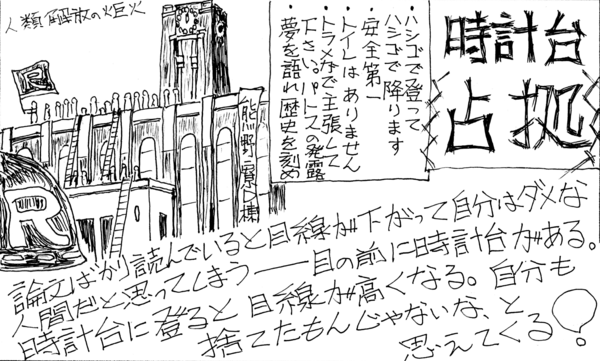 人類解放の炬火
時計台
占拠
・ハシゴで登って
ハシゴで降ります
・安全第一
・トイレはありません
・トラメガで主張して
下さい。パトスの発露
・夢を語れ歴史を刻め
熊野寮
R
論文ばかり読んでいると目線が下がって自分はダメな
人間だと思ってしまう──目の前に時計台がある。
時計台に登ると目線が高くなる。自分も
捨てたもんじゃないな、と
思えてくる